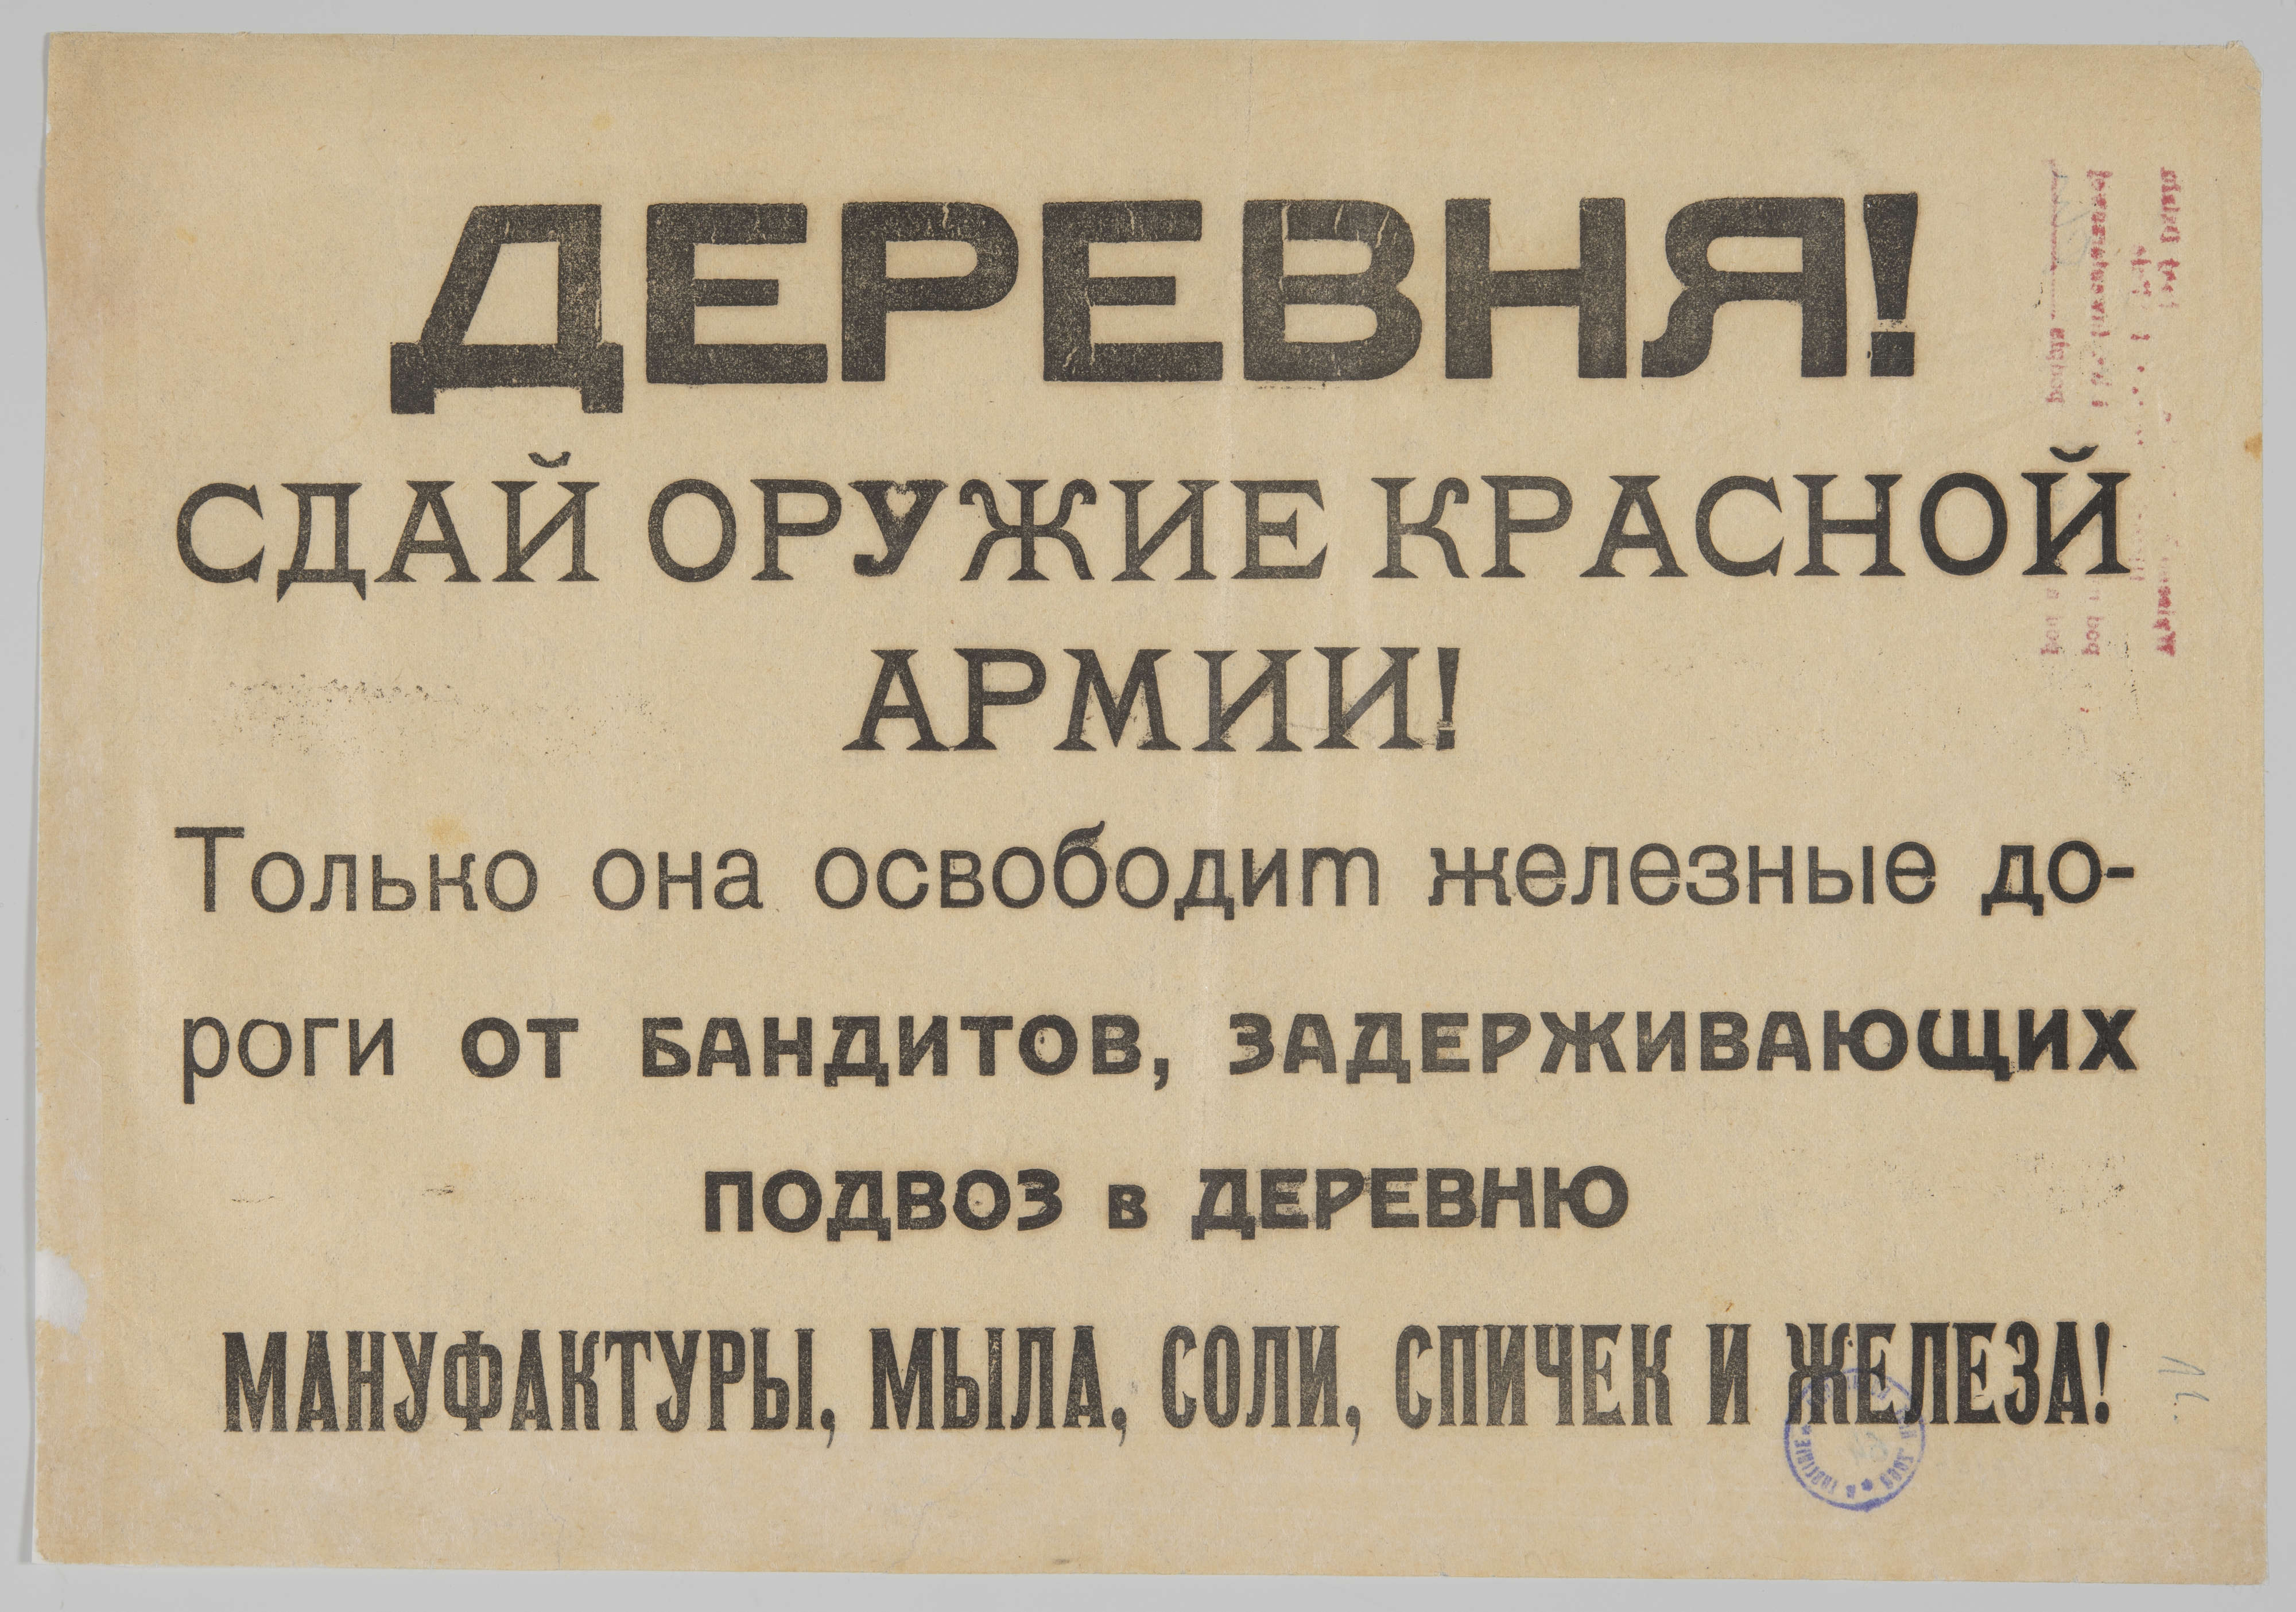 ДЕРЕВНЯ!
СДАЙ ОРУЖИЕ КРАСНОЙ
АРМИИ!
Только она освободит железные до-
роги ОТ БАНДИТОВ, ЗАДЕРЖИВАЮЩИХ
ПОДВОЗ в ДЕРЕВНЮ
МАНУФАКТУРЫ, МЫЛА, СОЛИ, СПИЧЕК И ЖЕЛЕЗА!